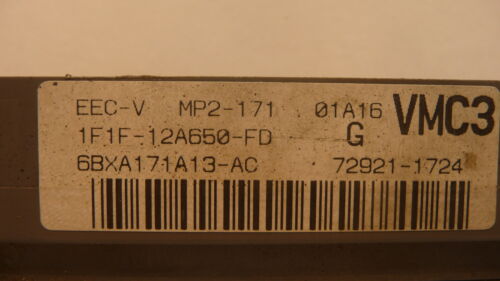 EEC-V MP2-171 01A16 VMC3
1F1F-12A650-FD G
6BXA171A13-AC 72921-1724